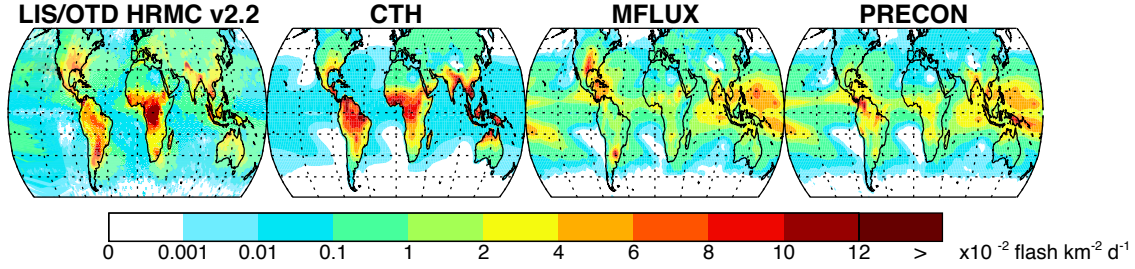 LIS/OTD HRMC v2.2 CTH MFLUX PRECON
0 0.001 0.01 0.1 1 2 4 6 8 10 12 > x10 -2 flash km-2 d-1